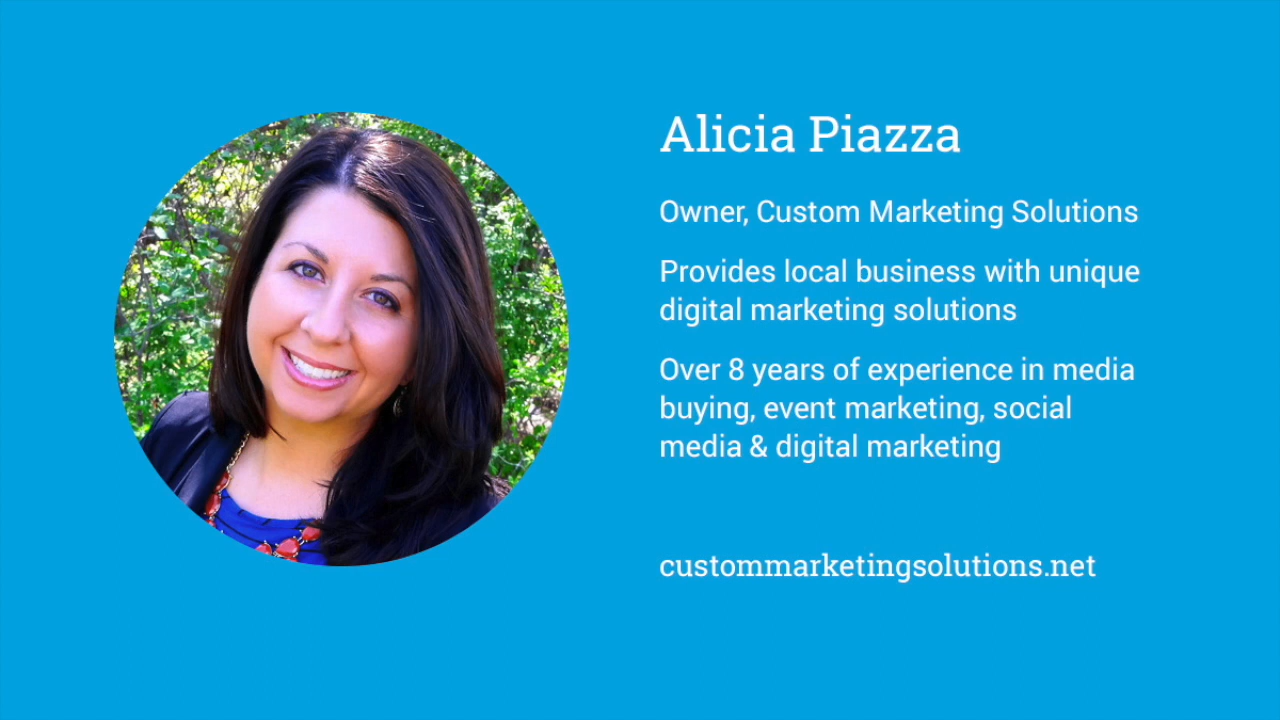 Alicia Piazza
Owner, Custom Marketing Solutions
Provides local business with unique
digital marketing solutions
Over 8 years of experience in media
buying, event marketing, social
media & digital marketing
custommarketingsolutions.net